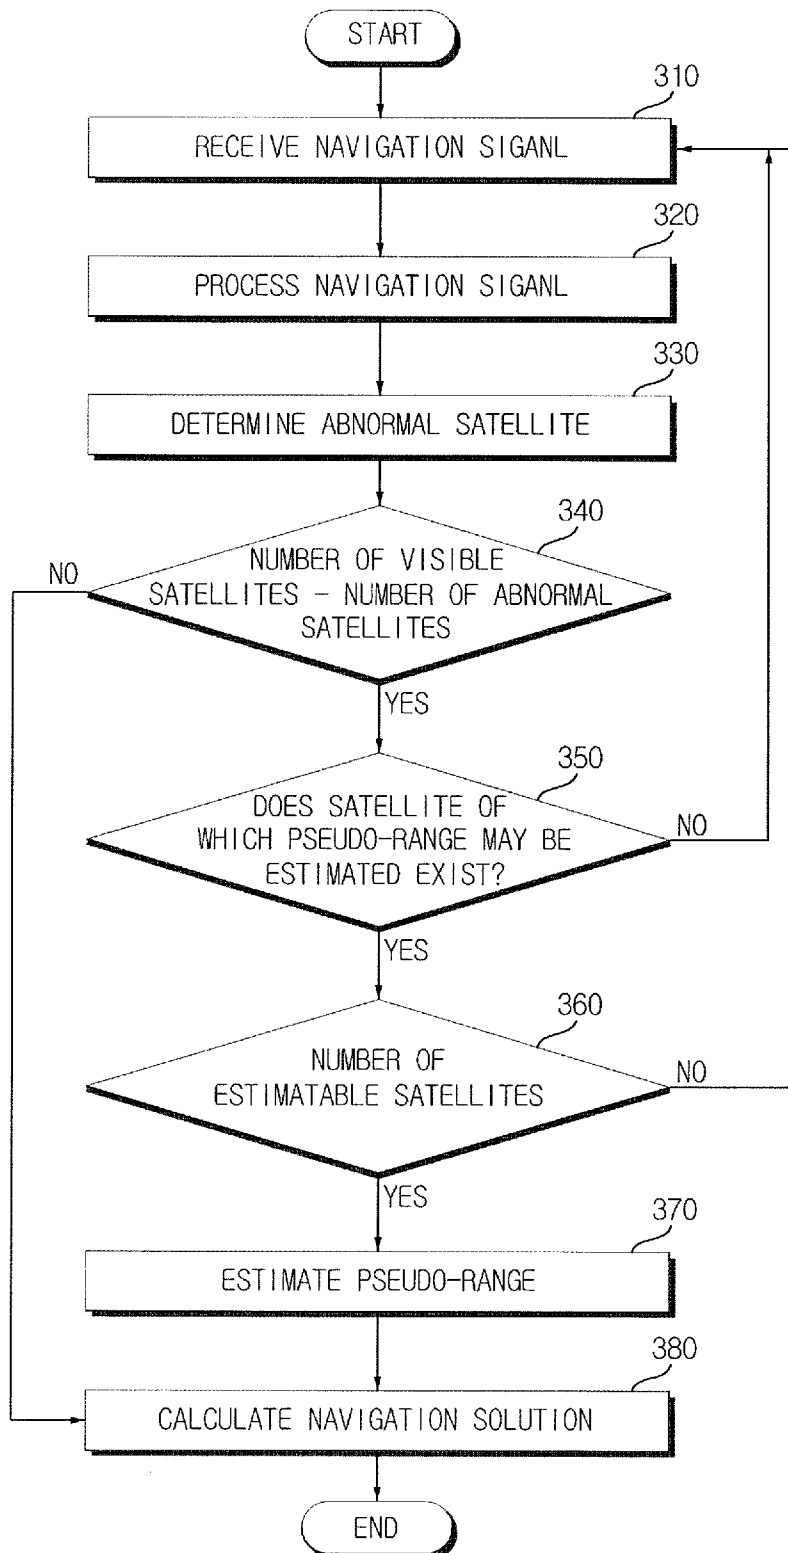 START
310
RECEIVE NAVIGATION SIGANL
320
PROCESS NAVIGATION SIGANL
330
DETERMINE ABNORMAL SATELLITE
340
NUMBER OF VISIBLE
SATELLITES - NUMBER OF ABNORMAL
SATELLITES
NO
YES
350
DOES SATELLITE OF
WHICH PSEUDO-RANGE MAY BE
ESTIMATED EXIST?
NO
YES
360
NUMBER OF
ESTIMATABLE SATELLITES
NO
YES
370
ESTIMATE PSEUDO-RANGE
380
CALCULATE NAVIGATION SOLUTION
END